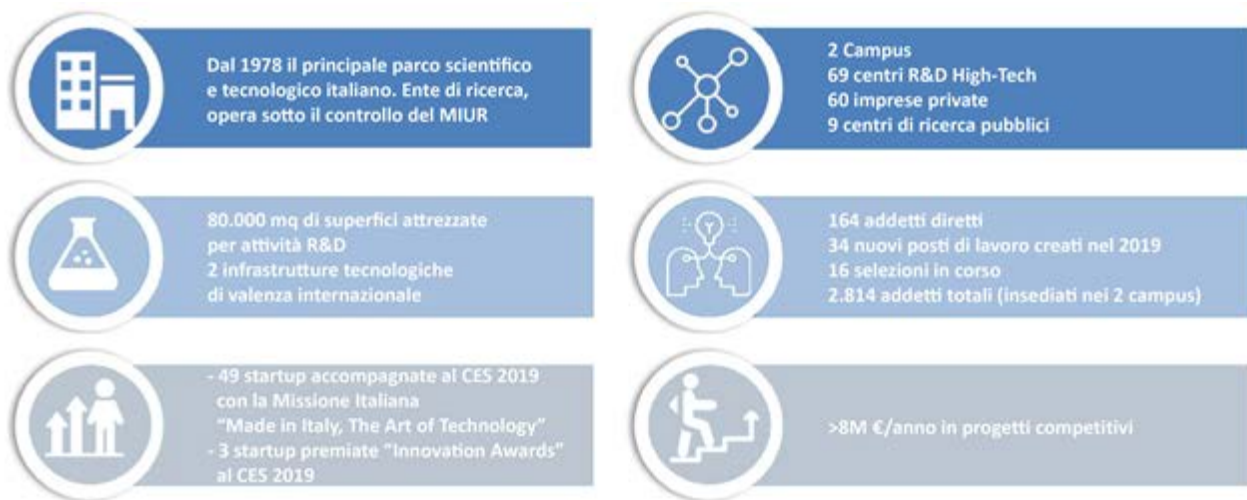 Dal 1978 il principale parco scientifico
e tecnologico italiano. Ente di ricerca,
opera sotto il controllo del MIUR
2 Campus
69 centri R&D High-Tech
60 imprese private
9 centri di ricerca pubblici
80.000 mq di superfici attrezzate
per attività R&D
2 infrastrutture tecnologiche
di valenza internazionale
164 addetti diretti
34 nuovi posti di lavoro creati nel 2019
16 selezioni in corso
2.814 addetti totali (insediati nei 2 campus)
- 49 startup accompagnate al CES 2019
con la Missione Italiana
“Made in Italy, The Art of Technology”
- 3 startup premiate “Innovation Awards”
al CES 2019
>8M €/anno in progetti competitivi